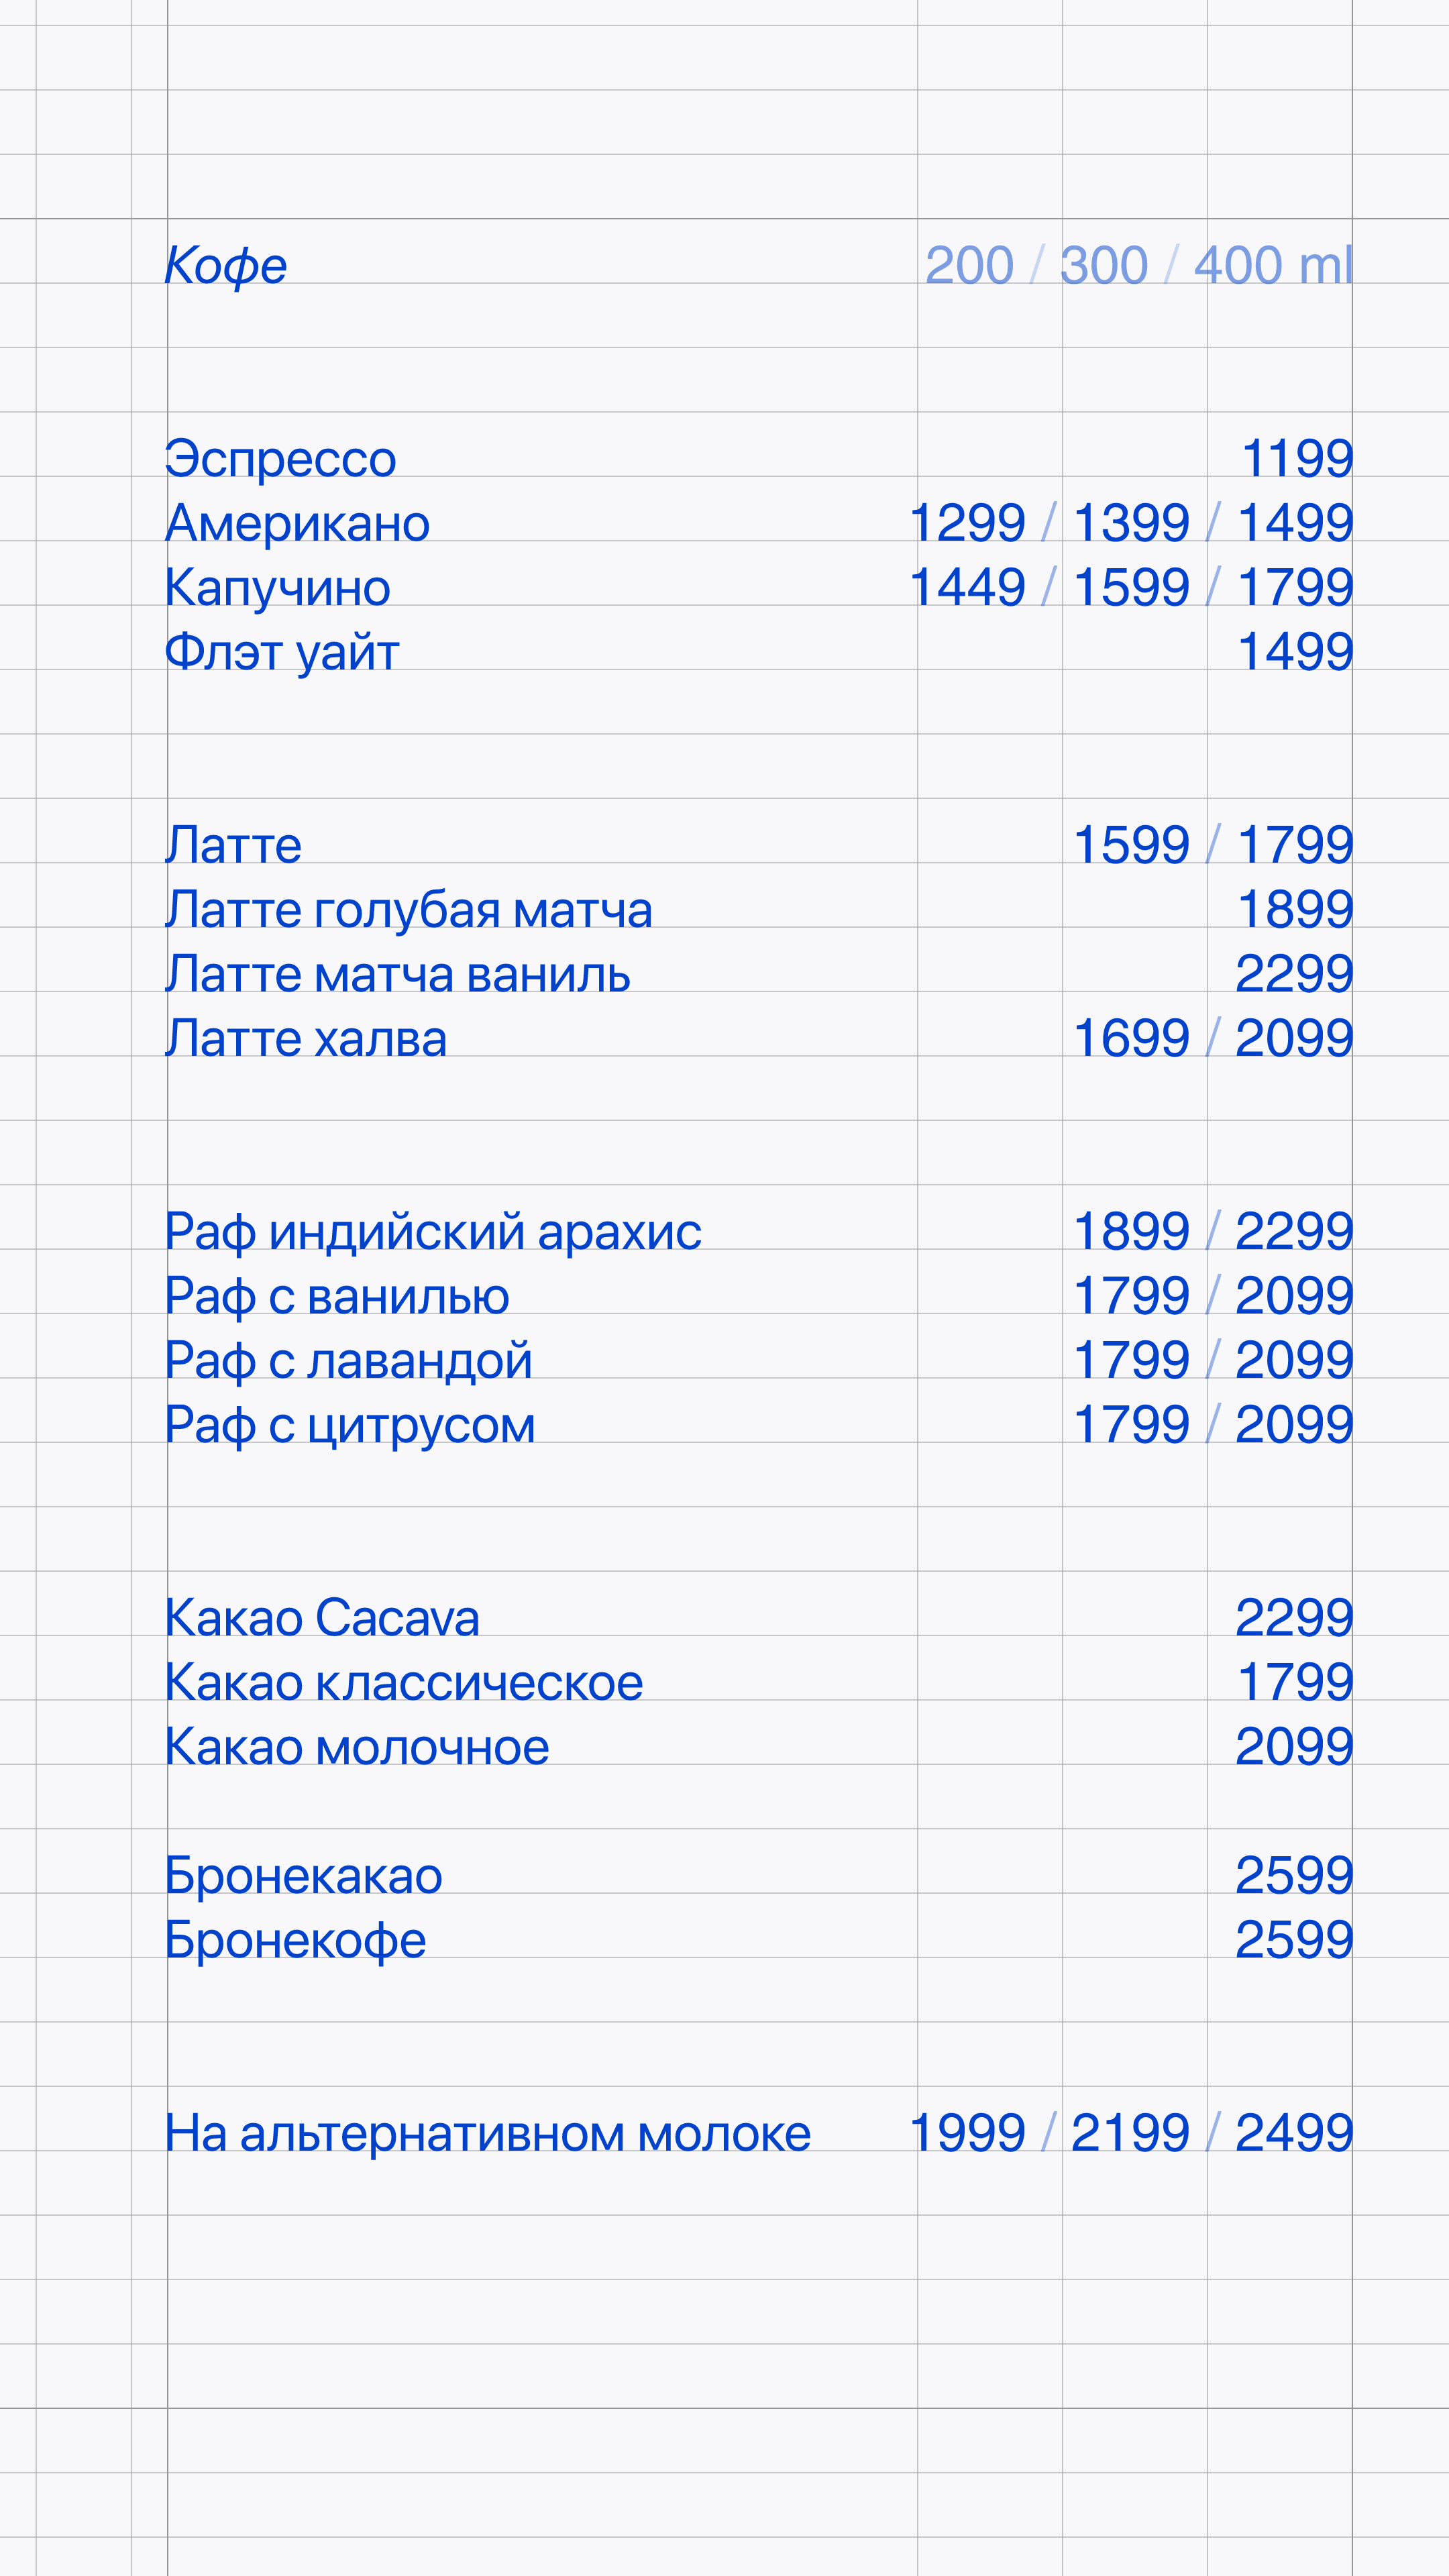 Кофе 200 / 300 / 400 ml
Эспрессо 1199
Американо 1299 / 1399 / 1499
Капучино 1449 / 1599 / 1799
Флэт уайт 1499
Латте 1599 / 1799
Латте голубая матча 1899
Латте матча ваниль 2299
Латте халва 1699 / 2099
Раф индийский арахис 1899 / 2299
Раф с ванилью 1799 / 2099
Раф с лавандой 1799 / 2099
Раф с цитрусом 1799 / 2099
Какао Cacava 2299
Какао классическое 1799
Какао молочное 2099
Бронекакао 2599
Бронекофе 2599
На альтернативном молоке 1999 / 2199 / 2499